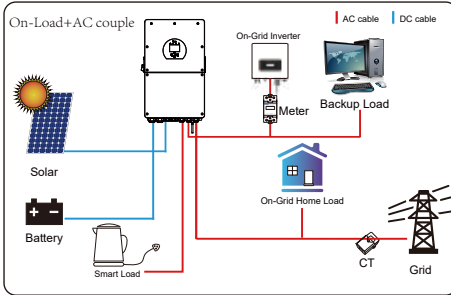 On-Load+AC couple
AC cable
DC cable
On-Grid Inverter
Meter
Backup Load
Solar
On-Grid Home Load
Battery
Smart Load
CT
Grid